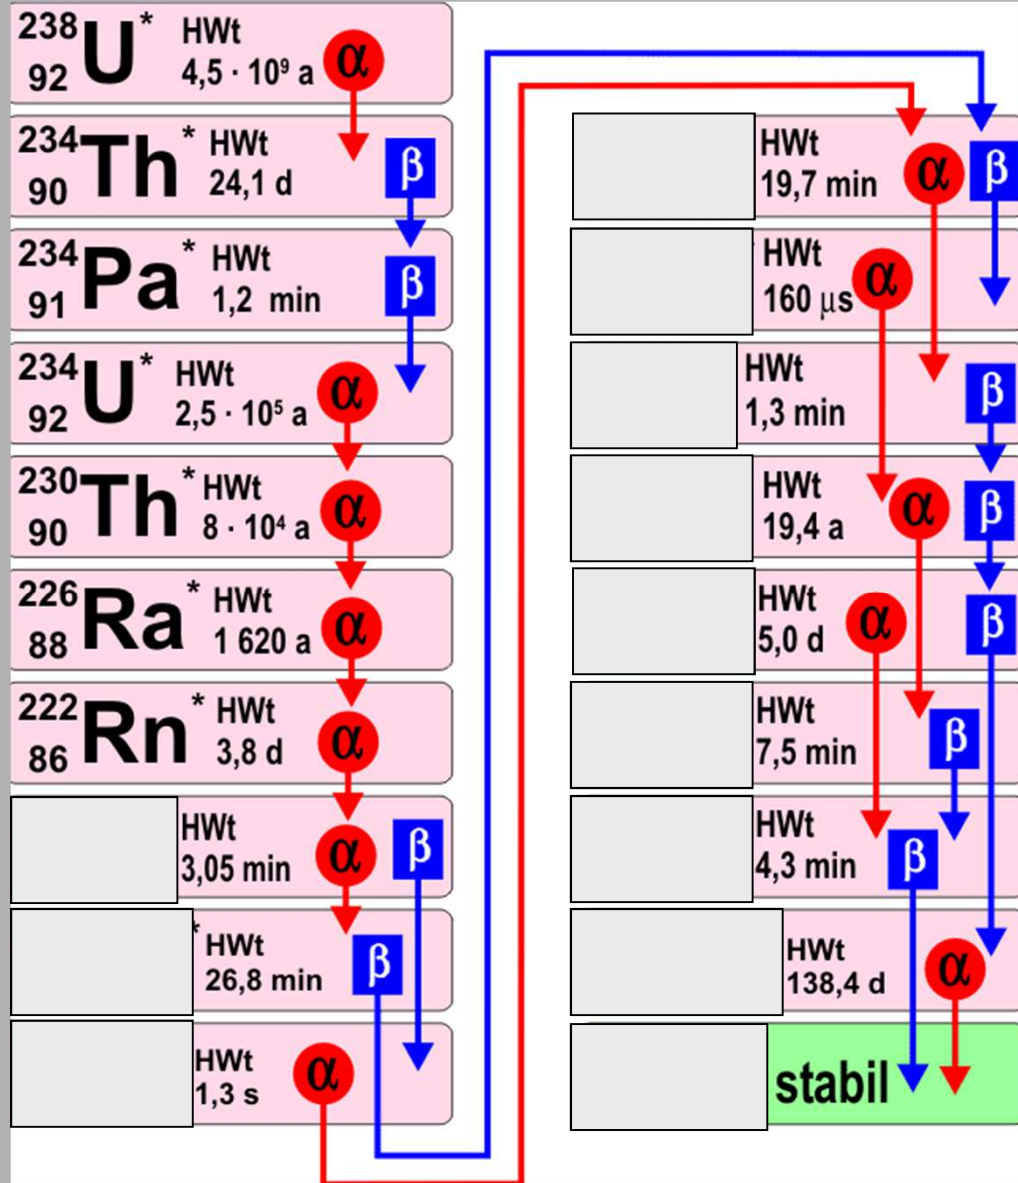 238
92 U* HWt
4,5 · 10⁹ a α
234
90 Th* HWt
24,1 d β
234
91 Pa* HWt
1,2 min β
234
92 U* HWt
2,5 · 10⁵ a α
230
90 Th* HWt
8 · 10⁴ a α
226
88 Ra* HWt
1 620 a α
222
86 Rn* HWt
3,8 d α
HWt
3,05 min α β
* HWt
26,8 min β
HWt
1,3 s α
HWt
19,7 min α β
HWt
160 µs α
HWt
1,3 min β
HWt
19,4 a α β
HWt
5,0 d α β
HWt
7,5 min β
HWt
4,3 min β
HWt
138,4 d α
stabil